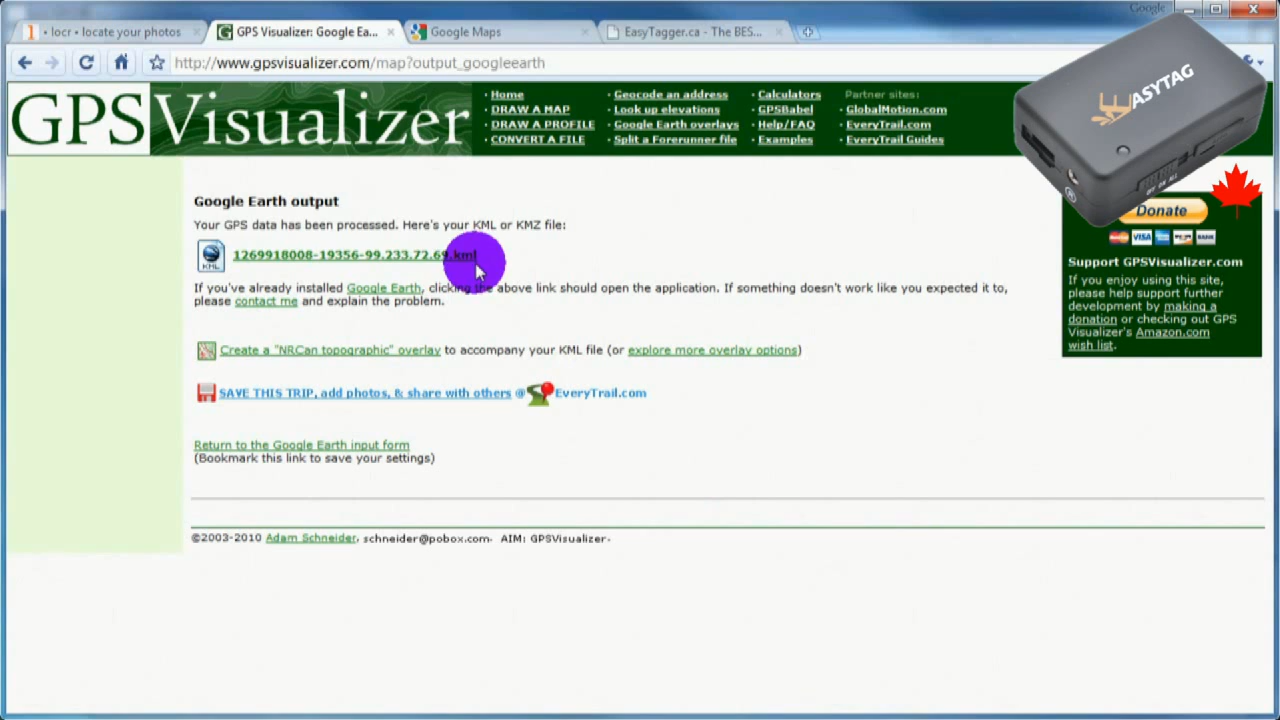 Google
• locr • locate your photos
GPS Visualizer: Google Ea...
Google Maps
EasyTagger.ca - The BES...
http://www.gpsvisualizer.com/map?output_googleearth
GPSVisualizer
• Home
• DRAW A MAP
• DRAW A PROFILE
• CONVERT A FILE
• Geocode an address
• Look up elevations
• Google Earth overlays
• Split a Forerunner file
• Calculators
• GPSBabel
• Help/FAQ
• Examples
Partner sites:
• GlobalMotion.com
• EveryTrail.com
• EveryTrail Guides
EASYTAG
Google Earth output
Your GPS data has been processed. Here's your KML or KMZ file:
KML
1269918008-19356-99.233.72.69.kml
If you've already installed Google Earth, clicking the above link should open the application. If something doesn't work like you expected it to,
please contact me and explain the problem.
Create a "NRCan topographic" overlay to accompany your KML file (or explore more overlay options)
SAVE THIS TRIP, add photos, & share with others @ EveryTrail.com
Return to the Google Earth input form
(Bookmark this link to save your settings)
©2003-2010 Adam Schneider, schneider@pobox.com. AIM: GPSVisualizer.
Donate
VISA
BANK
Support GPSVisualizer.com
If you enjoy using this site,
please help support further
development by making a
donation or checking out GPS
Visualizer's Amazon.com
wish list.